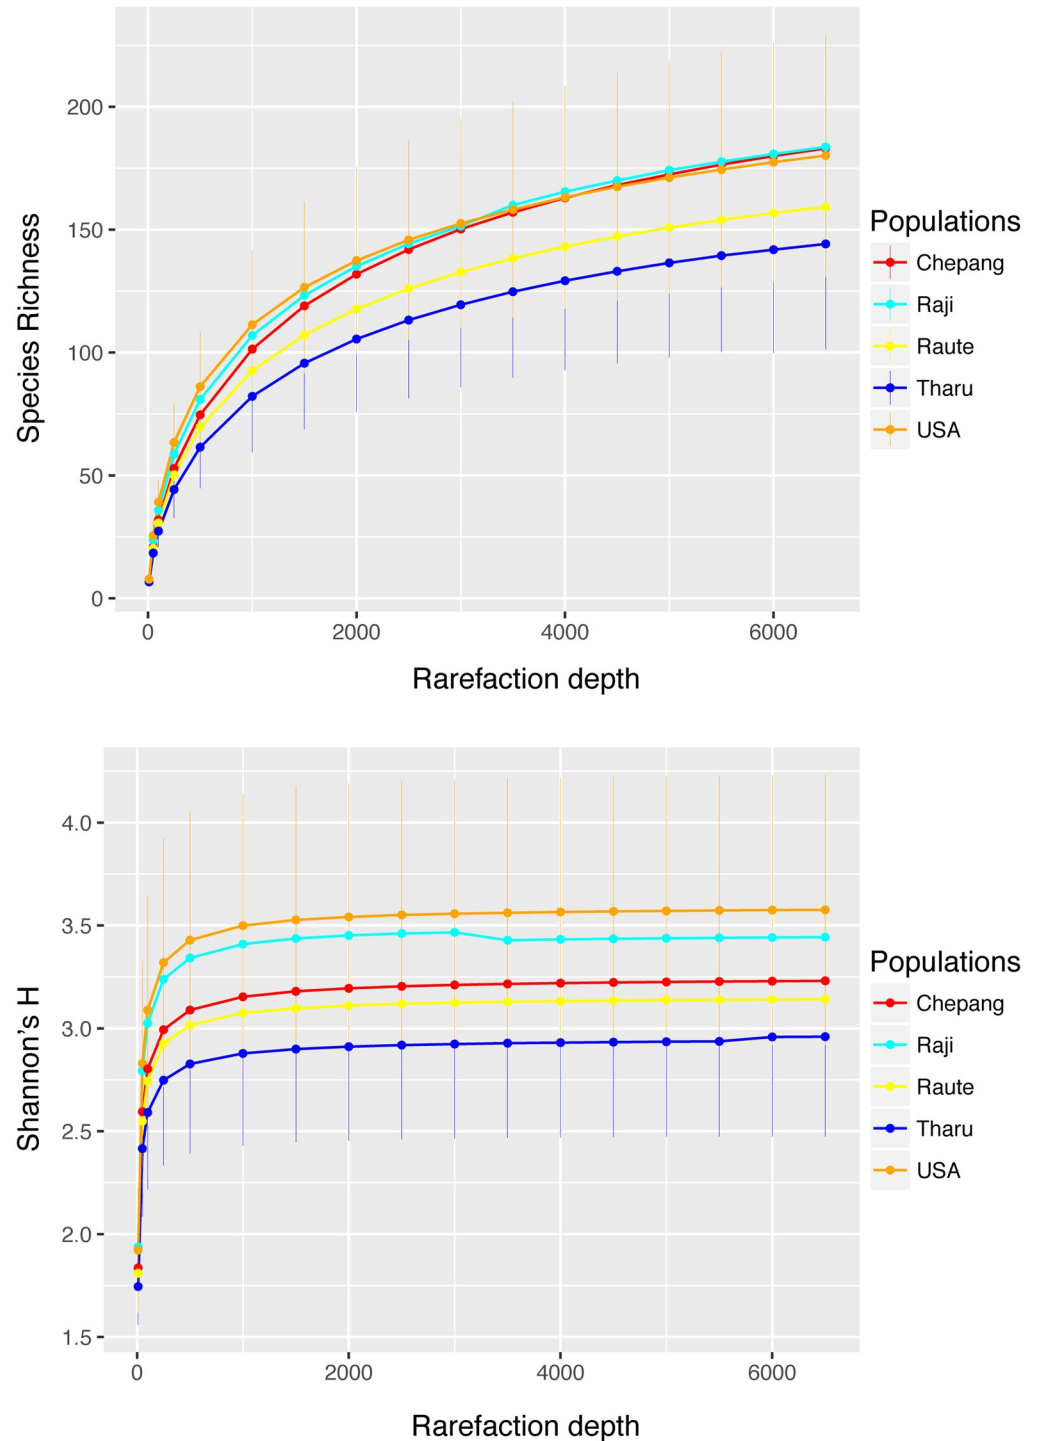 200
150
100
50
0
Species Richness
0 2000 4000 6000
Rarefaction depth
Populations
Chepang
Raji
Raute
Tharu
USA
4.0
3.5
3.0
2.5
2.0
1.5
Shannon’s H
0 2000 4000 6000
Rarefaction depth
Populations
Chepang
Raji
Raute
Tharu
USA